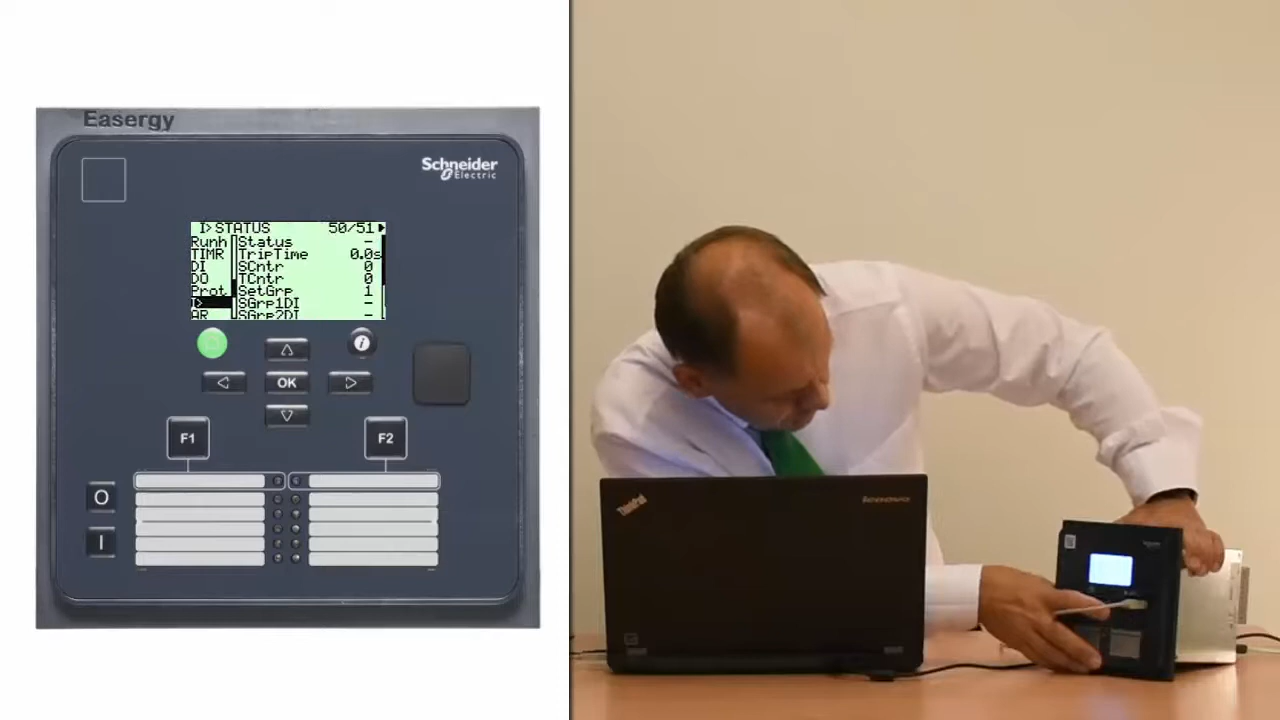 Easergy
Schneider
Electric
I> STATUS 50/51
Runh Status -
TIMR TripTime 0.0s
DI SCntr 0
DO TCntr 0
Prot SetGrp 1
I> SGrp1DI -
AR SGrp2DI -
i
OK
F1 F2
O
I
ThinkPad
lenovo